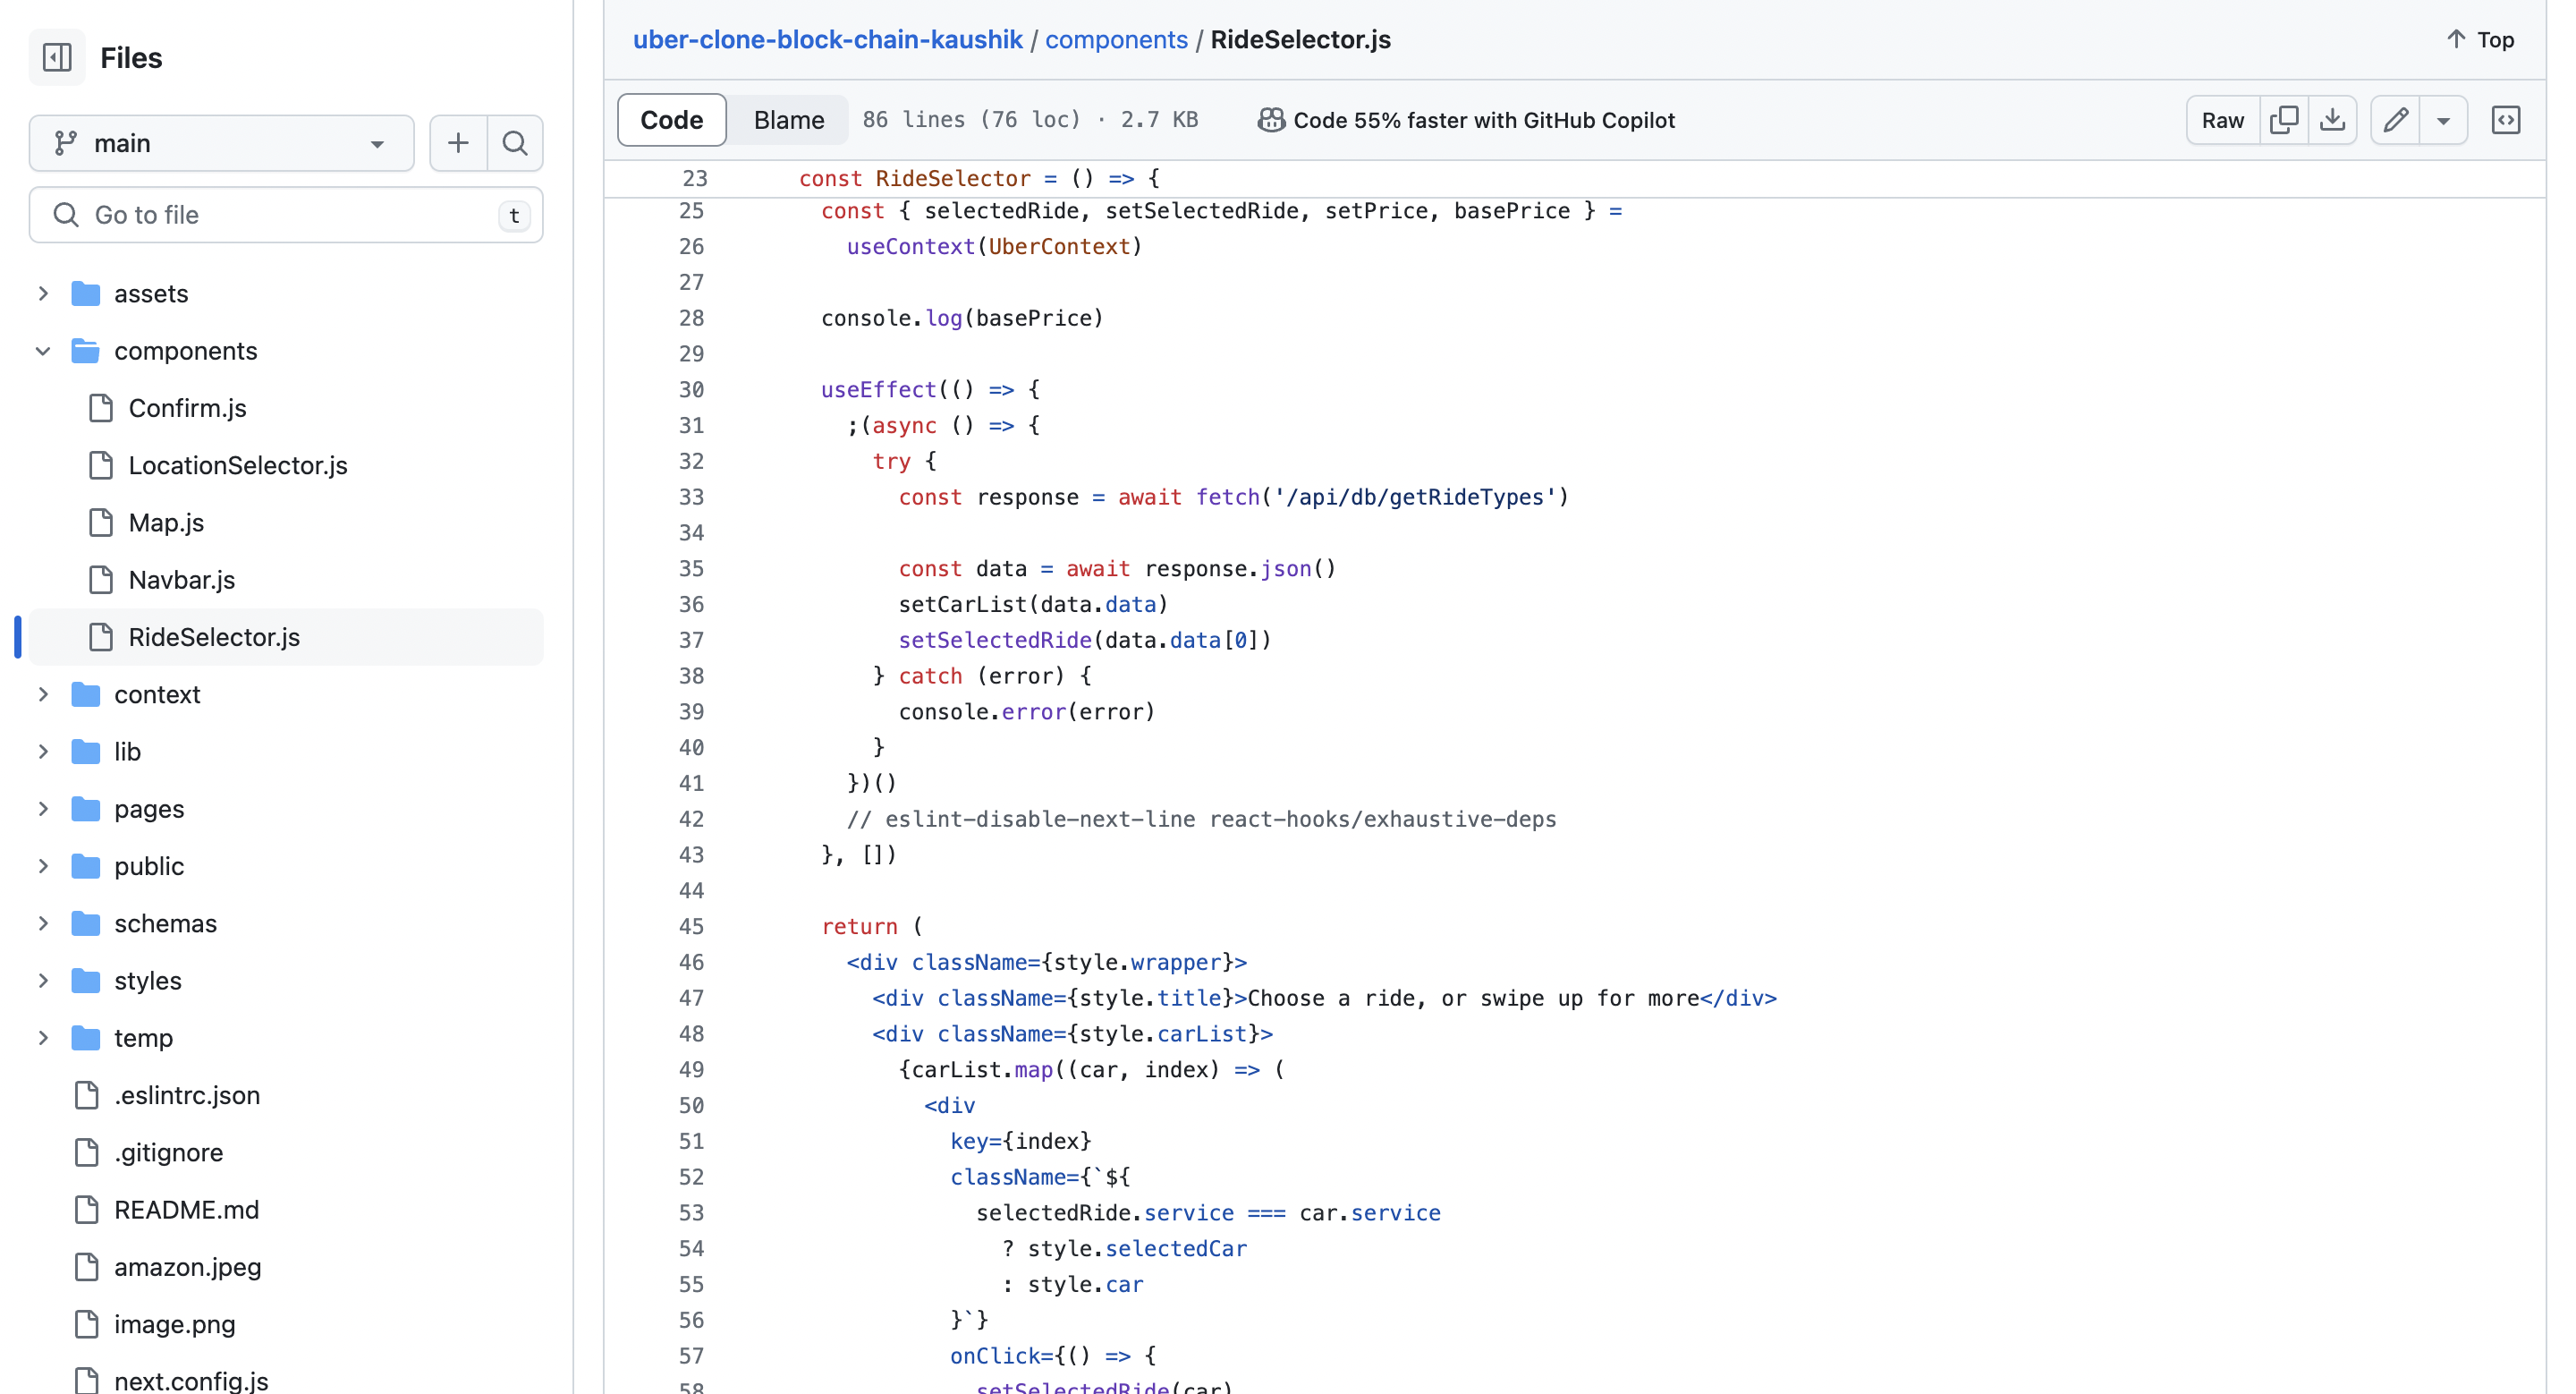 Files
main
Go to file
t
assets
components
Confirm.js
LocationSelector.js
Map.js
Navbar.js
RideSelector.js
context
lib
pages
public
schemas
styles
temp
.eslintrc.json
.gitignore
README.md
amazon.jpeg
image.png
next.config.js
uber-clone-block-chain-kaushik / components / RideSelector.js
Top
Code Blame 86 lines (76 loc) · 2.7 KB Code 55% faster with GitHub Copilot Raw
23 const RideSelector = () => {
25 const { selectedRide, setSelectedRide, setPrice, basePrice } =
26 useContext(UberContext)
27
28 console.log(basePrice)
29
30 useEffect(() => {
31 ;(async () => {
32 try {
33 const response = await fetch('/api/db/getRideTypes')
34
35 const data = await response.json()
36 setCarList(data.data)
37 setSelectedRide(data.data[0])
38 } catch (error) {
39 console.error(error)
40 }
41 })()
42 // eslint-disable-next-line react-hooks/exhaustive-deps
43 }, [])
44
45 return (
46 <div className={style.wrapper}>
47 <div className={style.title}>Choose a ride, or swipe up for more</div>
48 <div className={style.carList}>
49 {carList.map((car, index) => (
50 <div
51 key={index}
52 className={`${
53 selectedRide.service === car.service
54 ? style.selectedCar
55 : style.car
56 }`}
57 onClick={() => {
58 setSelectedRide(car)